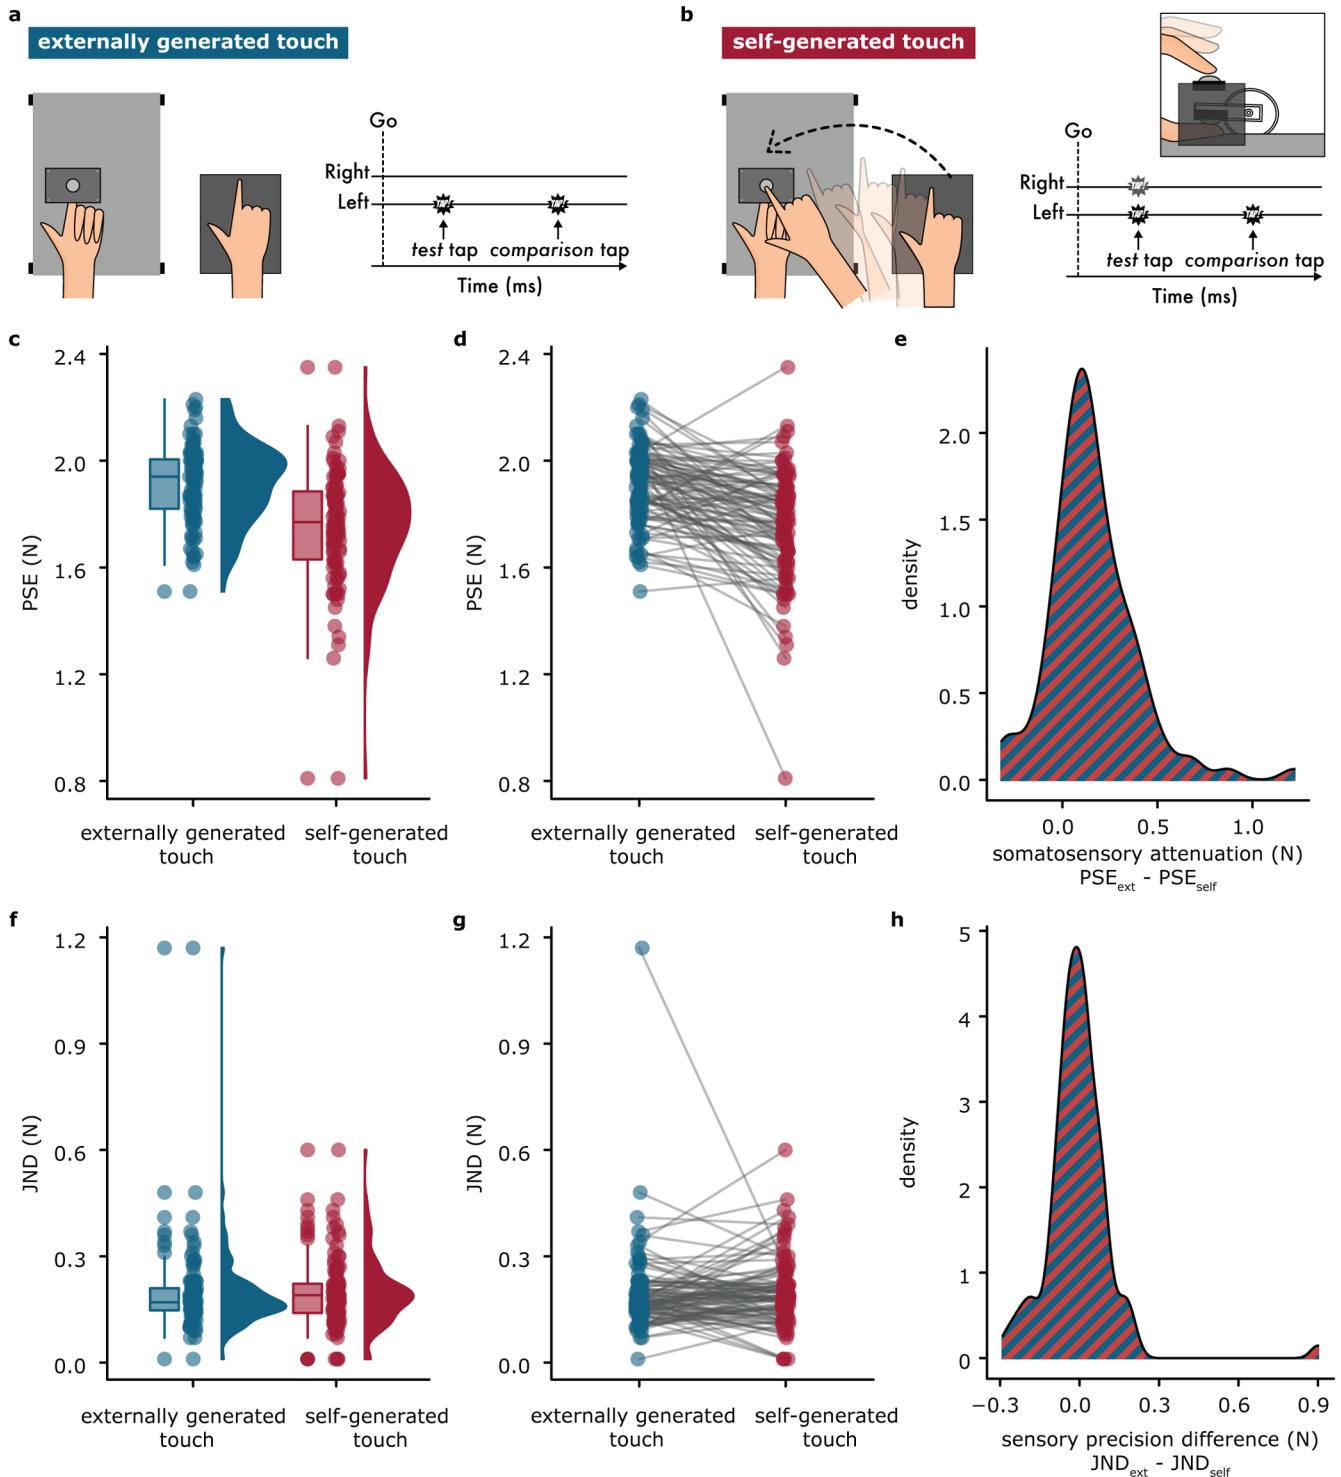 a
externally generated touch
Go
Right
Left
TAP
TAP
test tap
comparison tap
Time (ms)
b
self-generated touch
Go
Right
Left
TAP
TAP
TAP
test tap
comparison tap
Time (ms)
c
2.4
2.0
1.6
1.2
0.8
PSE (N)
externally generated
touch
self-generated
touch
d
2.4
2.0
1.6
1.2
0.8
PSE (N)
externally generated
touch
self-generated
touch
e
2.0
1.5
1.0
0.5
0.0
density
0.0 0.5 1.0
somatosensory attenuation (N)
PSEext - PSEself
f
1.2
0.9
0.6
0.3
0.0
JND (N)
externally generated
touch
self-generated
touch
g
1.2
0.9
0.6
0.3
0.0
JND (N)
externally generated
touch
self-generated
touch
h
5
4
3
2
1
0
density
−0.3 0.0 0.3 0.6 0.9
sensory precision difference (N)
JNDext - JNDself